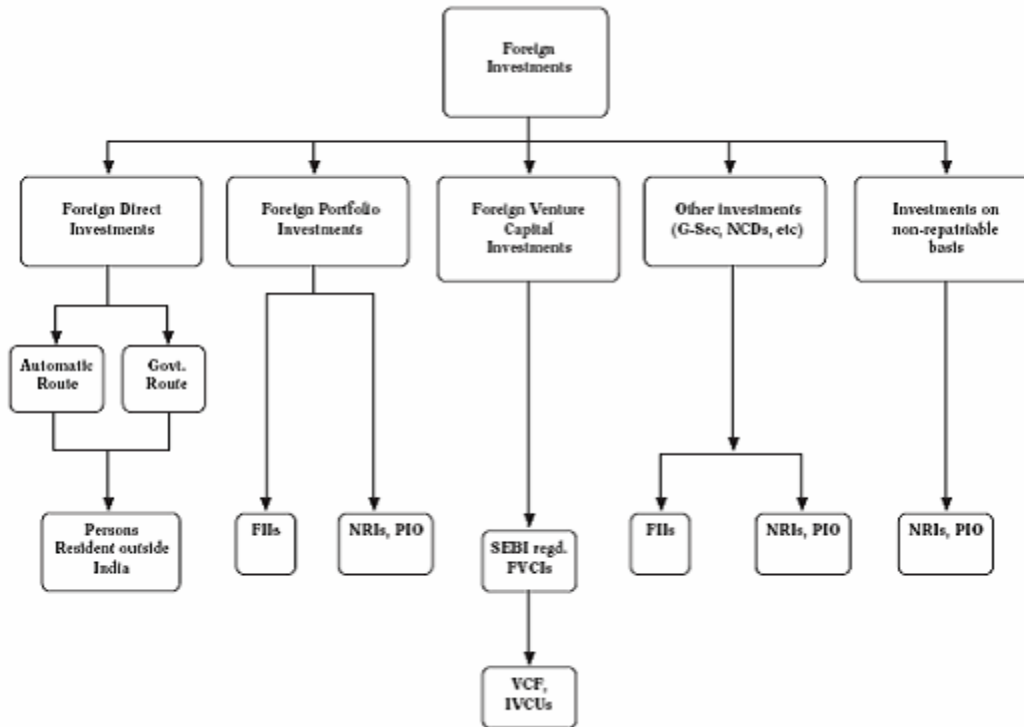 Foreign
Investments
Foreign Direct
Investments
Foreign Portfolio
Investments
Foreign Venture
Capital
Investments
Other investments
(G-Sec, NCDs, etc)
Investments on
non-repatriable
basis
Automatic
Route
Govt.
Route
Persons
Resident outside
India
FIIs
NRIs, PIO
SEBI regd.
FVCIs
FIIs
NRIs, PIO
NRIs, PIO
VCF,
IVCUs